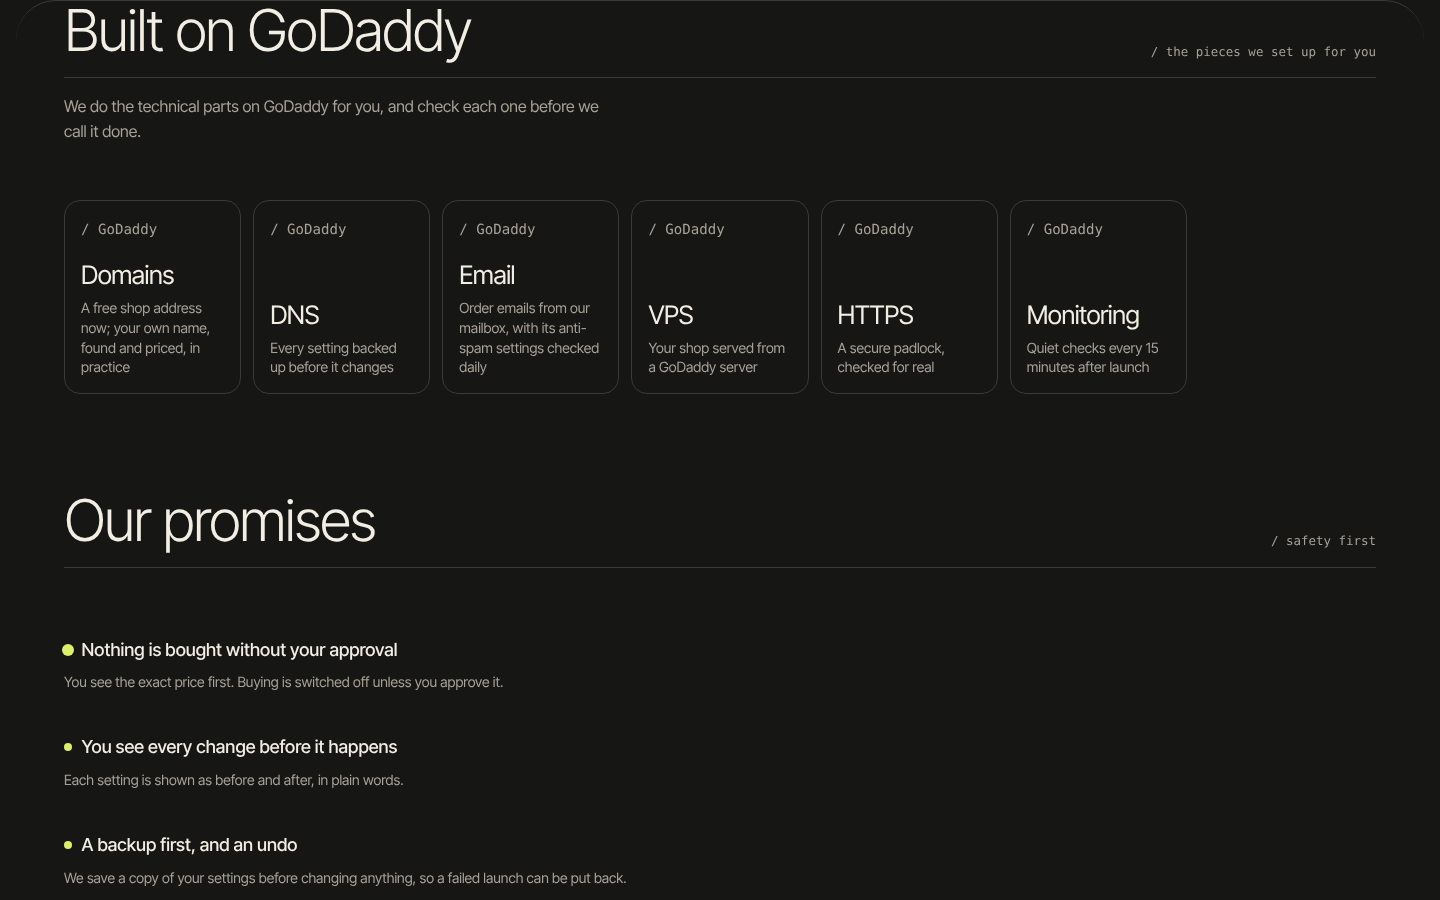 Built on GoDaddy
/ the pieces we set up for you
We do the technical parts on GoDaddy for you, and check each one before we
call it done.
/ GoDaddy
Domains
A free shop address
now; your own name,
found and priced, in
practice
/ GoDaddy
DNS
Every setting backed
up before it changes
/ GoDaddy
Email
Order emails from our
mailbox, with its anti-
spam settings checked
daily
/ GoDaddy
VPS
Your shop served from
a GoDaddy server
/ GoDaddy
HTTPS
A secure padlock,
checked for real
/ GoDaddy
Monitoring
Quiet checks every 15
minutes after launch
Our promises
/ safety first
Nothing is bought without your approval
You see the exact price first. Buying is switched off unless you approve it.
You see every change before it happens
Each setting is shown as before and after, in plain words.
A backup first, and an undo
We save a copy of your settings before changing anything, so a failed launch can be put back.